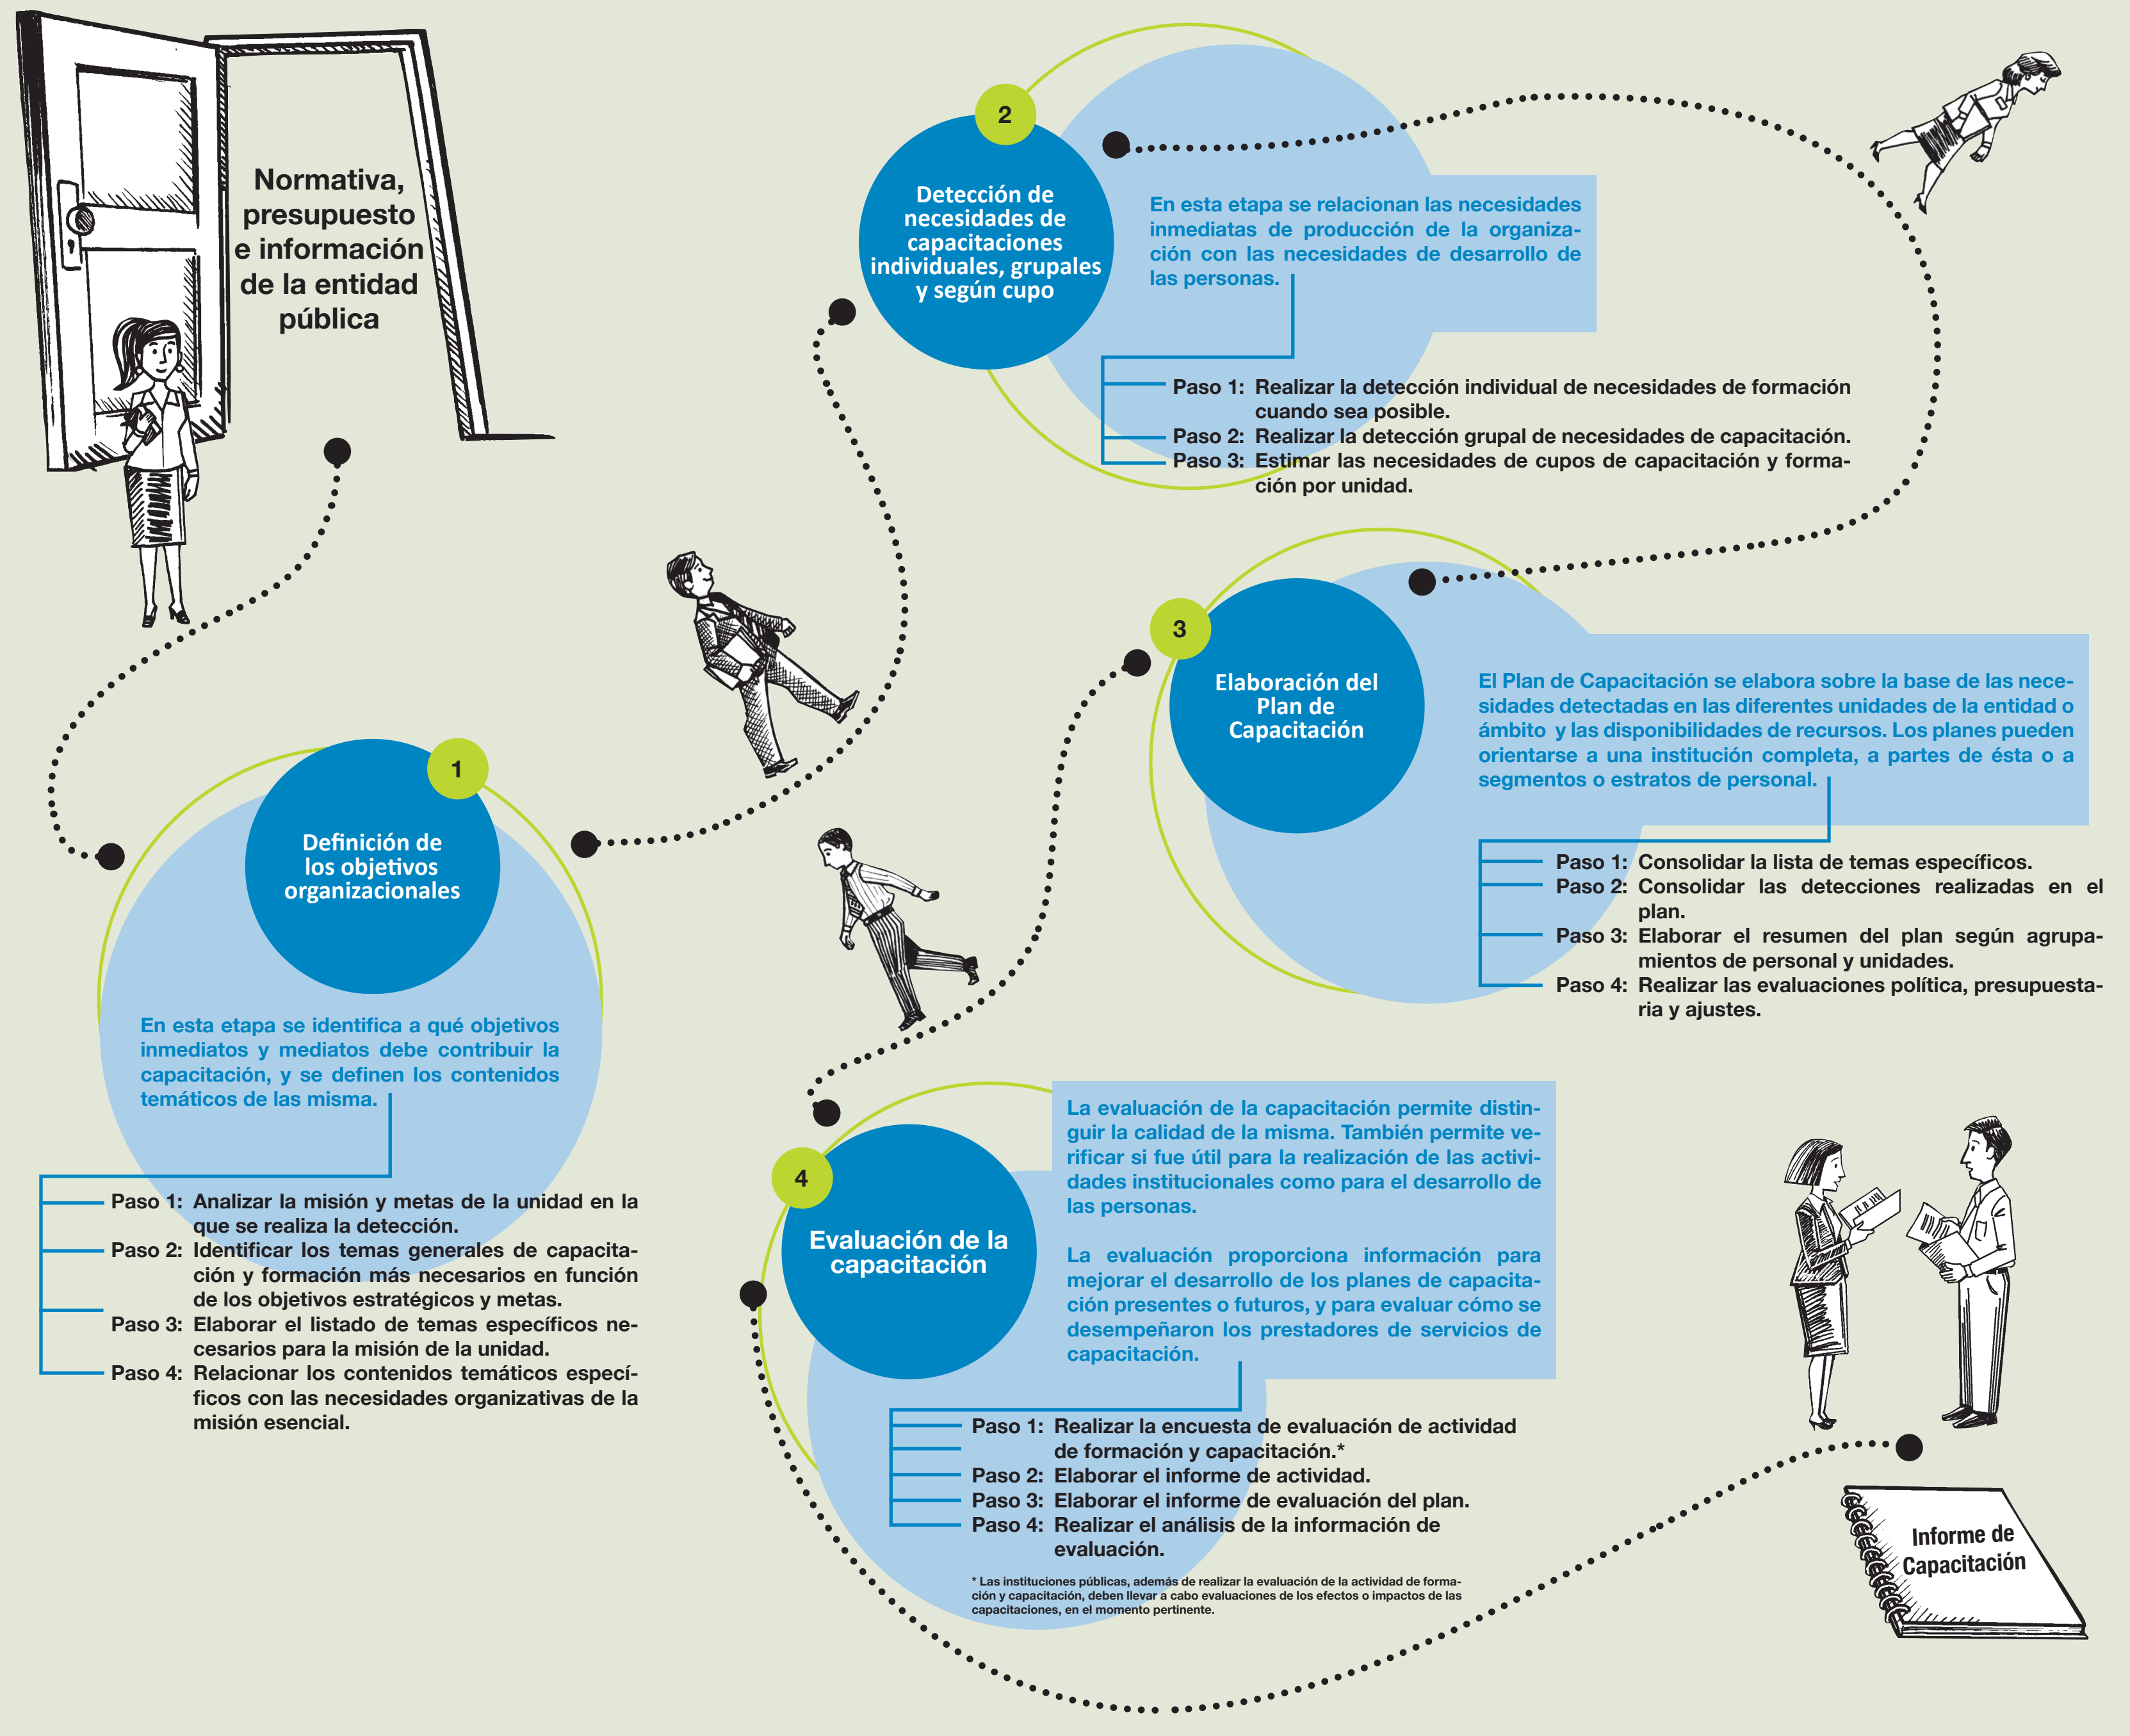 Normativa,
presupuesto
e información
de la entidad
pública
1
Definición de
los objetivos
organizacionales
En esta etapa se identifica a qué objetivos
inmediatos y mediatos debe contribuir la
capacitación, y se definen los contenidos
temáticos de las misma.
Paso 1: Analizar la misión y metas de la unidad en la
que se realiza la detección.
Paso 2: Identificar los temas generales de capacita-
ción y formación más necesarios en función
de los objetivos estratégicos y metas.
Paso 3: Elaborar el listado de temas específicos ne-
cesarios para la misión de la unidad.
Paso 4: Relacionar los contenidos temáticos especí-
ficos con las necesidades organizativas de la
misión esencial.
2
Detección de
necesidades de
capacitaciones
individuales, grupales
y según cupo
En esta etapa se relacionan las necesidades
inmediatas de producción de la organiza-
ción con las necesidades de desarrollo de
las personas.
Paso 1: Realizar la detección individual de necesidades de formación
cuando sea posible.
Paso 2: Realizar la detección grupal de necesidades de capacitación.
Paso 3: Estimar las necesidades de cupos de capacitación y forma-
ción por unidad.
3
Elaboración del
Plan de
Capacitación
El Plan de Capacitación se elabora sobre la base de las nece-
sidades detectadas en las diferentes unidades de la entidad o
ámbito y las disponibilidades de recursos. Los planes pueden
orientarse a una institución completa, a partes de ésta o a
segmentos o estratos de personal.
Paso 1: Consolidar la lista de temas específicos.
Paso 2: Consolidar las detecciones realizadas en el
plan.
Paso 3: Elaborar el resumen del plan según agrupa-
mientos de personal y unidades.
Paso 4: Realizar las evaluaciones política, presupuesta-
ria y ajustes.
4
Evaluación de la
capacitación
La evaluación de la capacitación permite distin-
guir la calidad de la misma. También permite ve-
rificar si fue útil para la realización de las activi-
dades institucionales como para el desarrollo de
las personas.
La evaluación proporciona información para
mejorar el desarrollo de los planes de capacita-
ción presentes o futuros, y para evaluar cómo se
desempeñaron los prestadores de servicios de
capacitación.
Paso 1: Realizar la encuesta de evaluación de actividad
de formación y capacitación.*
Paso 2: Elaborar el informe de actividad.
Paso 3: Elaborar el informe de evaluación del plan.
Paso 4: Realizar el análisis de la información de
evaluación.
* Las instituciones públicas, además de realizar la evaluación de la actividad de forma-
ción y capacitación, deben llevar a cabo evaluaciones de los efectos o impactos de las
capacitaciones, en el momento pertinente.
Informe de
Capacitación